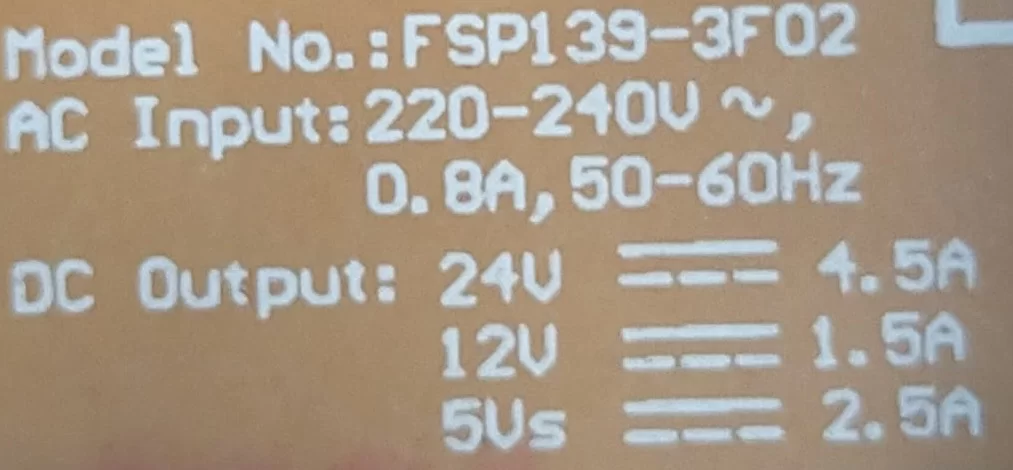 Model No.:FSP139-3F02
AC Input:220-240V~,
0.8A,50-60Hz
DC Output: 24V ⎓ 4.5A
12V ⎓ 1.5A
5Vs ⎓ 2.5A